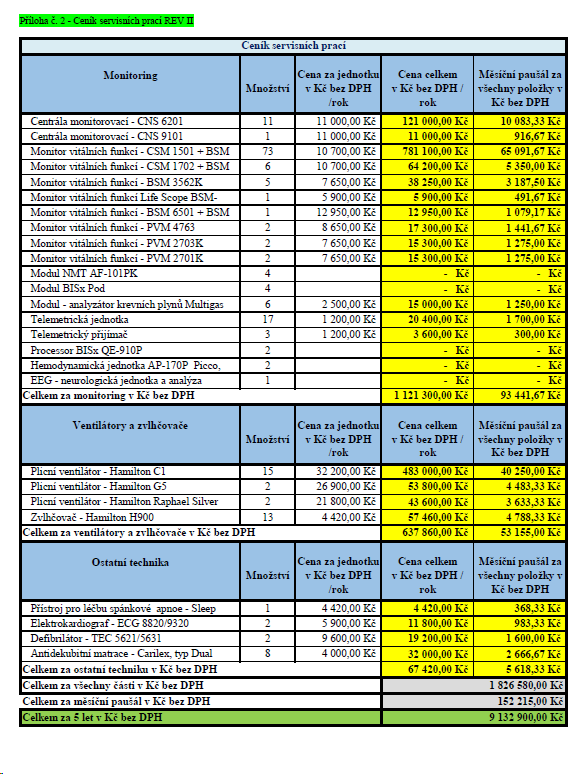 Příloha č. 2 - Ceník servisních prací REV II
Ceník servisních prací
Monitoring Množství Cena za jednotku v Kč bez DPH /rok Cena celkem v Kč bez DPH / rok Měsíční paušál za všechny položky v Kč bez DPH
Centrála monitorovací - CNS 6201 11 11 000,00 Kč 121 000,00 Kč 10 083,33 Kč
Centrála monitorovací - CNS 9101 1 11 000,00 Kč 11 000,00 Kč 916,67 Kč
Monitor vitálních funkcí - CSM 1501 + BSM 73 10 700,00 Kč 781 100,00 Kč 65 091,67 Kč
Monitor vitálních funkcí - CSM 1702 + BSM 6 10 700,00 Kč 64 200,00 Kč 5 350,00 Kč
Monitor vitálních funkcí - BSM 3562K 5 7 650,00 Kč 38 250,00 Kč 3 187,50 Kč
Monitor vitálních funkcí Life Scope BSM- 1 5 900,00 Kč 5 900,00 Kč 491,67 Kč
Monitor vitálních funkcí - BSM 6501 + BSM 1 12 950,00 Kč 12 950,00 Kč 1 079,17 Kč
Monitor vitálních funkcí - PVM 4763 2 8 650,00 Kč 17 300,00 Kč 1 441,67 Kč
Monitor vitálních funkcí - PVM 2703K 2 7 650,00 Kč 15 300,00 Kč 1 275,00 Kč
Monitor vitálních funkcí - PVM 2701K 2 7 650,00 Kč 15 300,00 Kč 1 275,00 Kč
Modul NMT AF-101PK 4 - Kč - Kč
Modul BISx Pod 4 - Kč - Kč
Modul - analyzátor krevních plynů Multigas 6 2 500,00 Kč 15 000,00 Kč 1 250,00 Kč
Telemetrická jednotka 17 1 200,00 Kč 20 400,00 Kč 1 700,00 Kč
Telemetrický přijímač 3 1 200,00 Kč 3 600,00 Kč 300,00 Kč
Processor BISx QE-910P 2 - Kč - Kč
Hemodynamická jednotka AP-170P Picco, 2 - Kč - Kč
EEG - neurologická jednotka a analýza 1 - Kč - Kč
Celkem za monitoring v Kč bez DPH 1 121 300,00 Kč 93 441,67 Kč
Ventilátory a zvlhčovače Množství Cena za jednotku v Kč bez DPH /rok Cena celkem v Kč bez DPH / rok Měsíční paušál za všechny položky v Kč bez DPH
Plicní ventilátor - Hamilton C1 15 32 200,00 Kč 483 000,00 Kč 40 250,00 Kč
Plicní ventilátor - Hamilton G5 2 26 900,00 Kč 53 800,00 Kč 4 483,33 Kč
Plicní ventilátor - Hamilton Raphael Silver 2 21 800,00 Kč 43 600,00 Kč 3 633,33 Kč
Zvlhčovač - Hamilton H900 13 4 420,00 Kč 57 460,00 Kč 4 788,33 Kč
Celkem za ventilátory a zvlhčovače v Kč bez DPH 637 860,00 Kč 53 155,00 Kč
Ostatní technika Množství Cena za jednotku v Kč bez DPH /rok Cena celkem v Kč bez DPH / rok Měsíční paušál za všechny položky v Kč bez DPH
Přístroj pro léčbu spánkové apnoe - Sleep 1 4 420,00 Kč 4 420,00 Kč 368,33 Kč
Elektrokardiograf - ECG 8820/9320 2 5 900,00 Kč 11 800,00 Kč 983,33 Kč
Defibrilátor - TEC 5621/5631 2 9 600,00 Kč 19 200,00 Kč 1 600,00 Kč
Antidekubitní matrace - Carilex, typ Dual 8 4 000,00 Kč 32 000,00 Kč 2 666,67 Kč
Celkem za ostatní techniku v Kč bez DPH 67 420,00 Kč 5 618,33 Kč
Celkem za všechny části v Kč bez DPH 1 826 580,00 Kč
Celkem za měsíční paušál v Kč bez DPH 152 215,00 Kč
Celkem za 5 let v Kč bez DPH 9 132 900,00 Kč